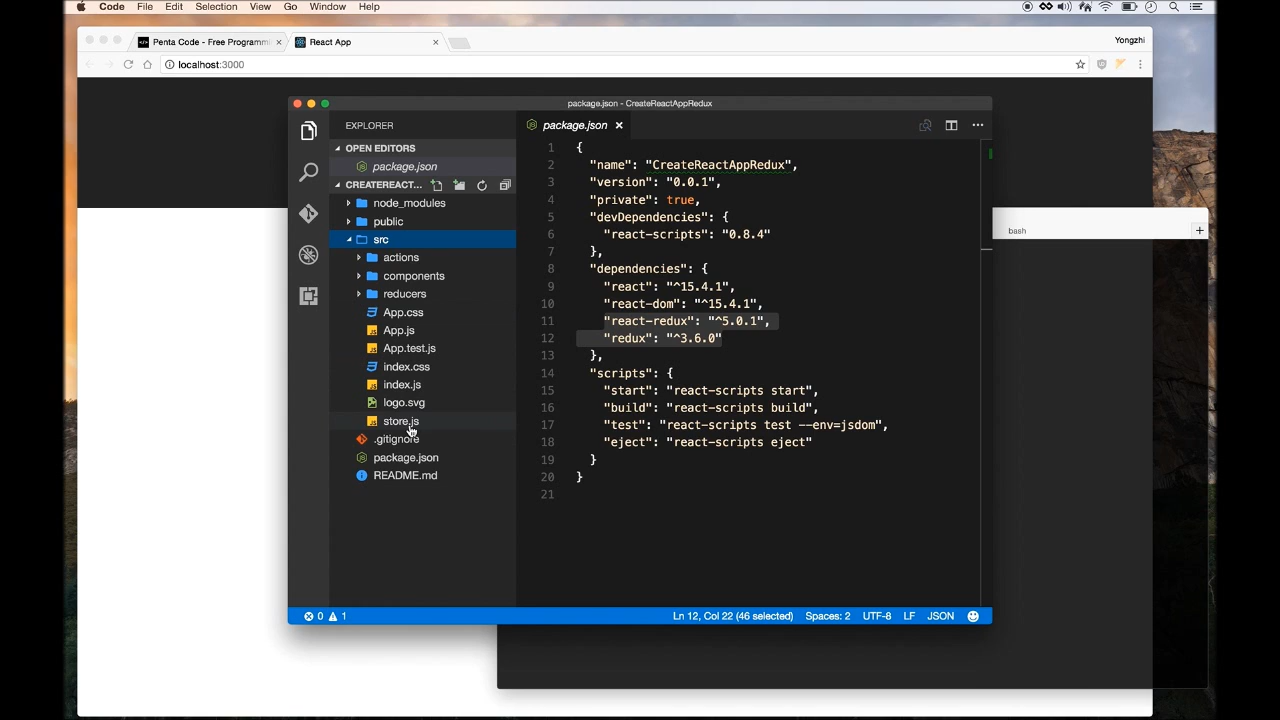 Code File Edit Selection View Go Window Help
Penta Code - Free Programmi
React App
Yongzhi
localhost:3000
package.json - CreateReactAppRedux
EXPLORER
OPEN EDITORS
package.json
CREATEREACT...
node_modules
public
src
actions
components
reducers
App.css
App.js
App.test.js
index.css
index.js
logo.svg
store.js
.gitignore
package.json
README.md
package.json
1 {
2 "name": "CreateReactAppRedux",
3 "version": "0.0.1",
4 "private": true,
5 "devDependencies": {
6 "react-scripts": "0.8.4"
7 },
8 "dependencies": {
9 "react": "^15.4.1",
10 "react-dom": "^15.4.1",
11 "react-redux": "^5.0.1",
12 "redux": "^3.6.0"
13 },
14 "scripts": {
15 "start": "react-scripts start",
16 "build": "react-scripts build",
17 "test": "react-scripts test --env=jsdom",
18 "eject": "react-scripts eject"
19 }
20 }
21
bash
0 1 Ln 12, Col 22 (46 selected) Spaces: 2 UTF-8 LF JSON